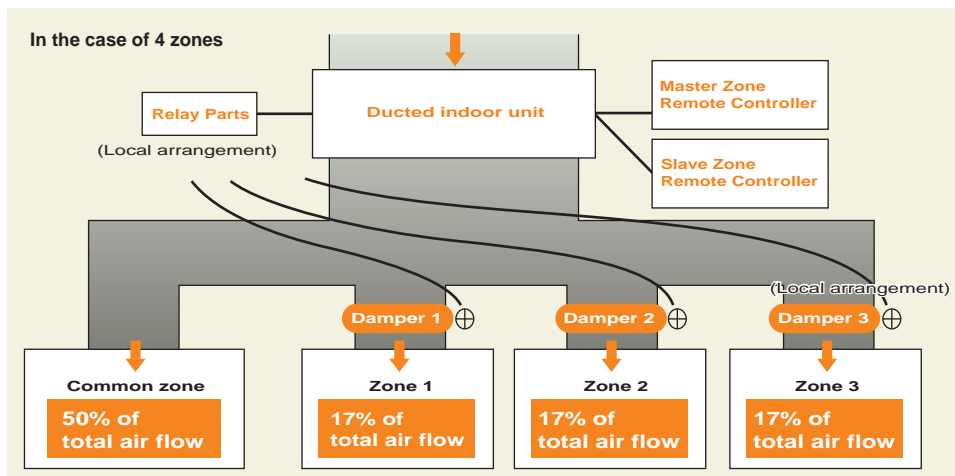 In the case of 4 zones
Relay Parts
(Local arrangement)
Ducted indoor unit
Master Zone
Remote Controller
Slave Zone
Remote Controller
(Local arrangement)
Damper 1
Damper 2
Damper 3
Common zone
50% of
total air flow
Zone 1
17% of
total air flow
Zone 2
17% of
total air flow
Zone 3
17% of
total air flow